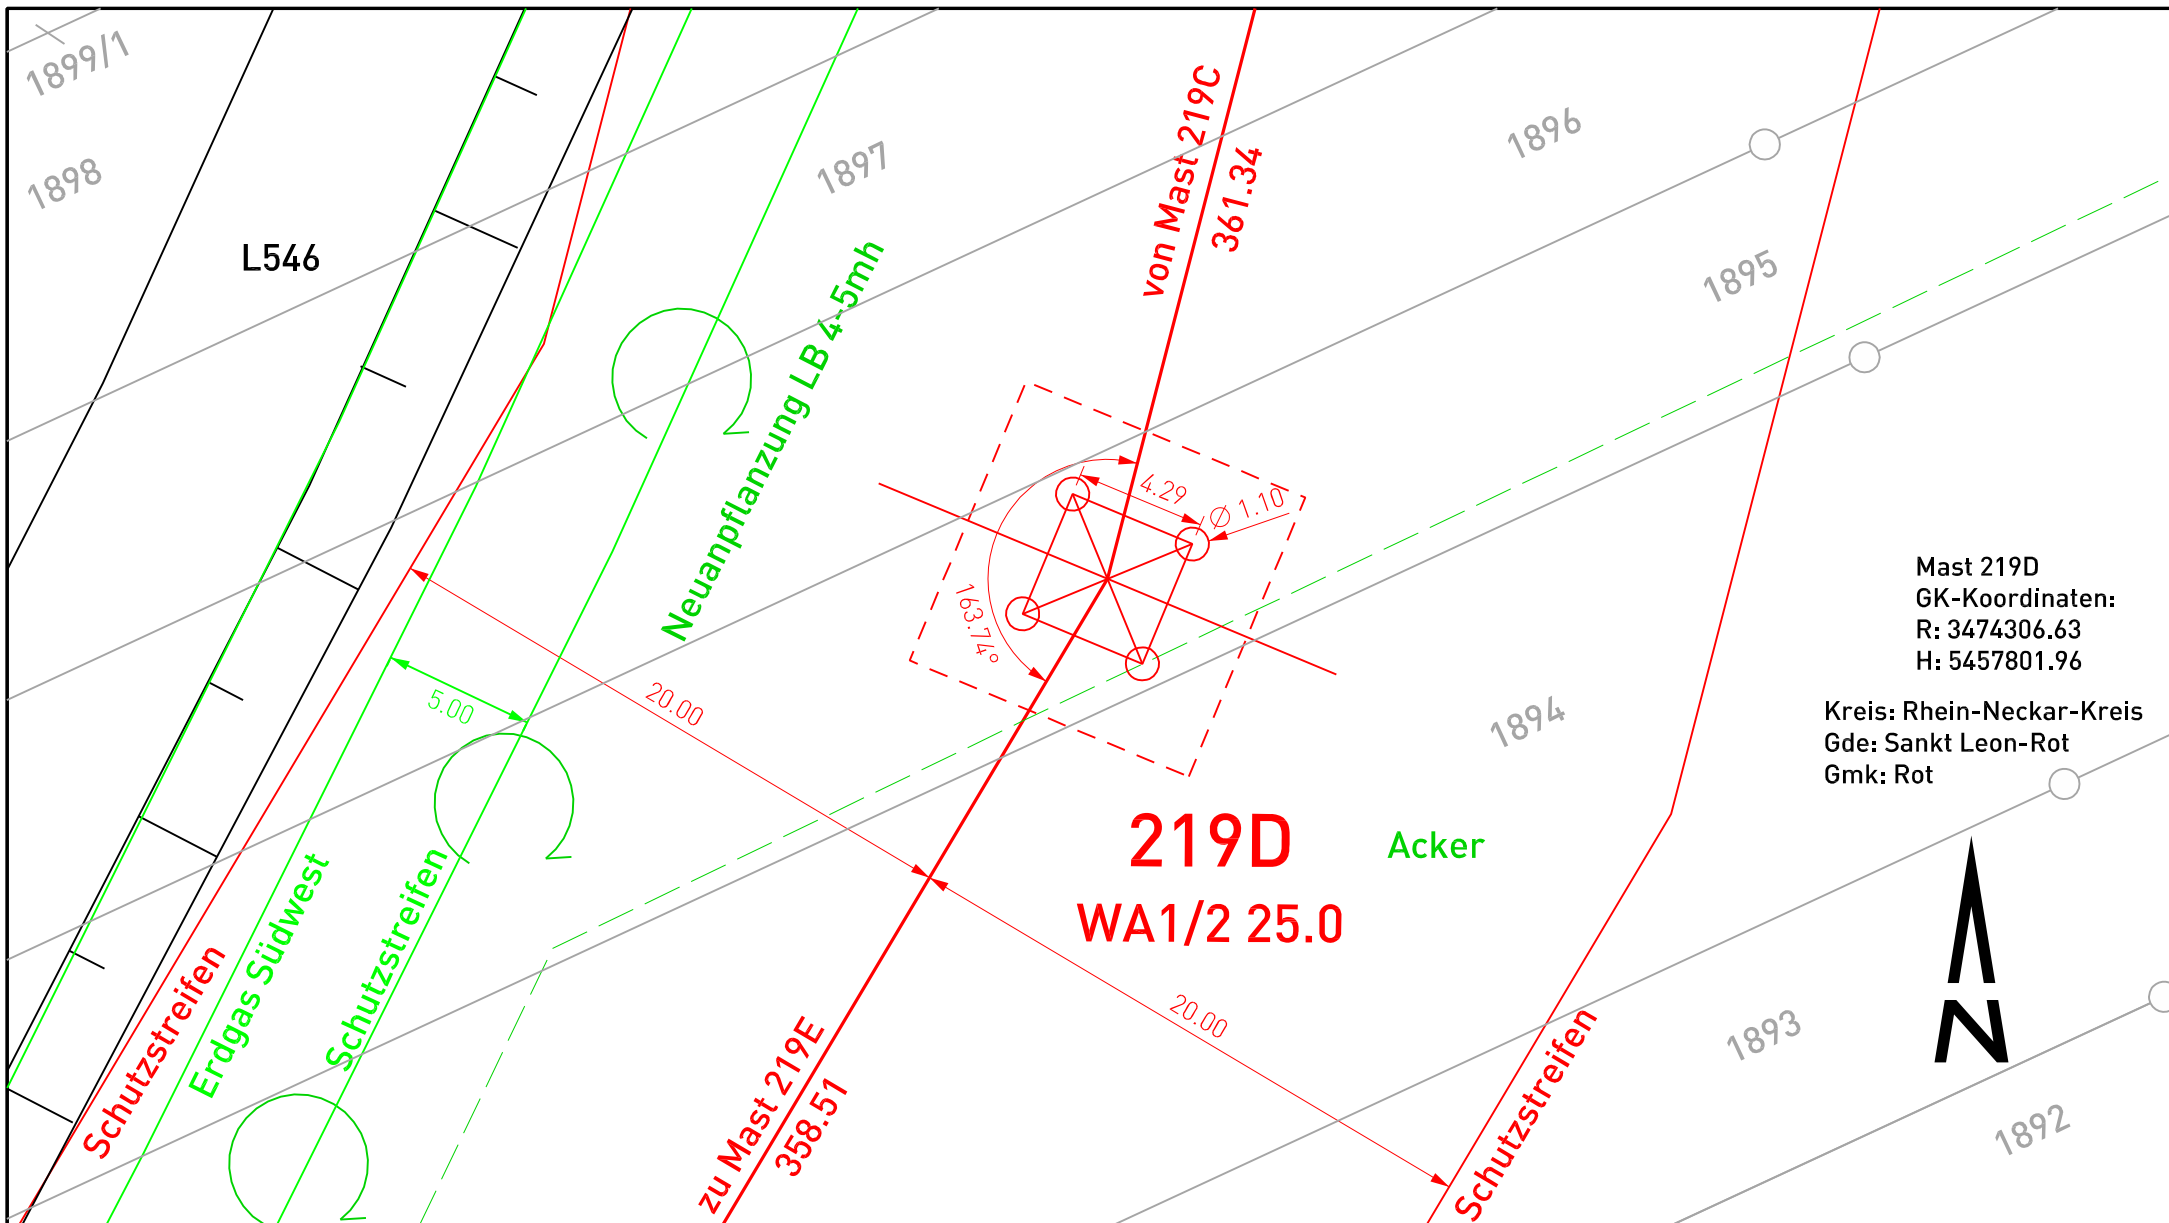 1899/1
1898
L546
1897
1896
1895
von Mast 219C
361.34
Neuanpflanzung LB 4-5mh
4.29
Ø 1.10
163.74°
5.00
20.00
1894
Mast 219D
GK-Koordinaten:
R: 3474306.63
H: 5457801.96
Kreis: Rhein-Neckar-Kreis
Gde: Sankt Leon-Rot
Gmk: Rot
219D
WA1/2 25.0
Acker
Schutzstreifen
Erdgas Südwest
Schutzstreifen
zu Mast 219E
358.51
20.00
Schutzstreifen
1893
1892
N